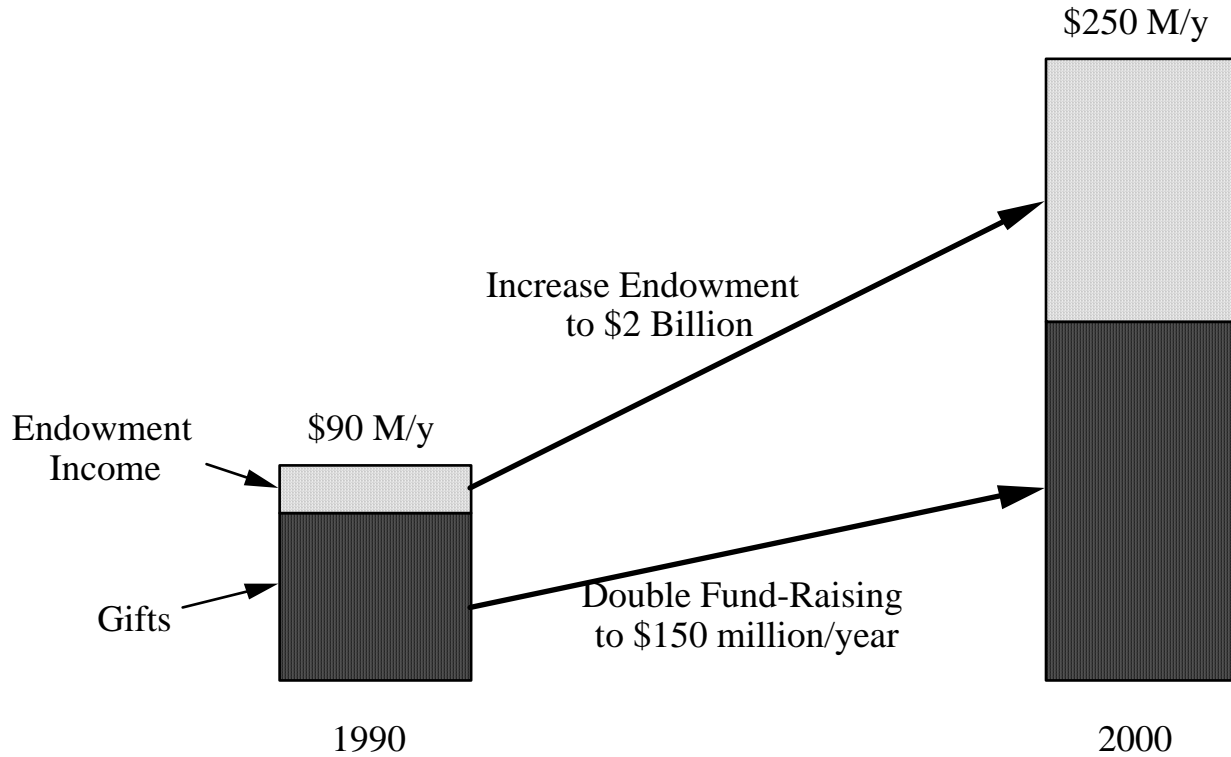 $250 M/y
Increase Endowment
to $2 Billion
Endowment
Income
$90 M/y
Gifts
Double Fund-Raising
to $150 million/year
1990
2000